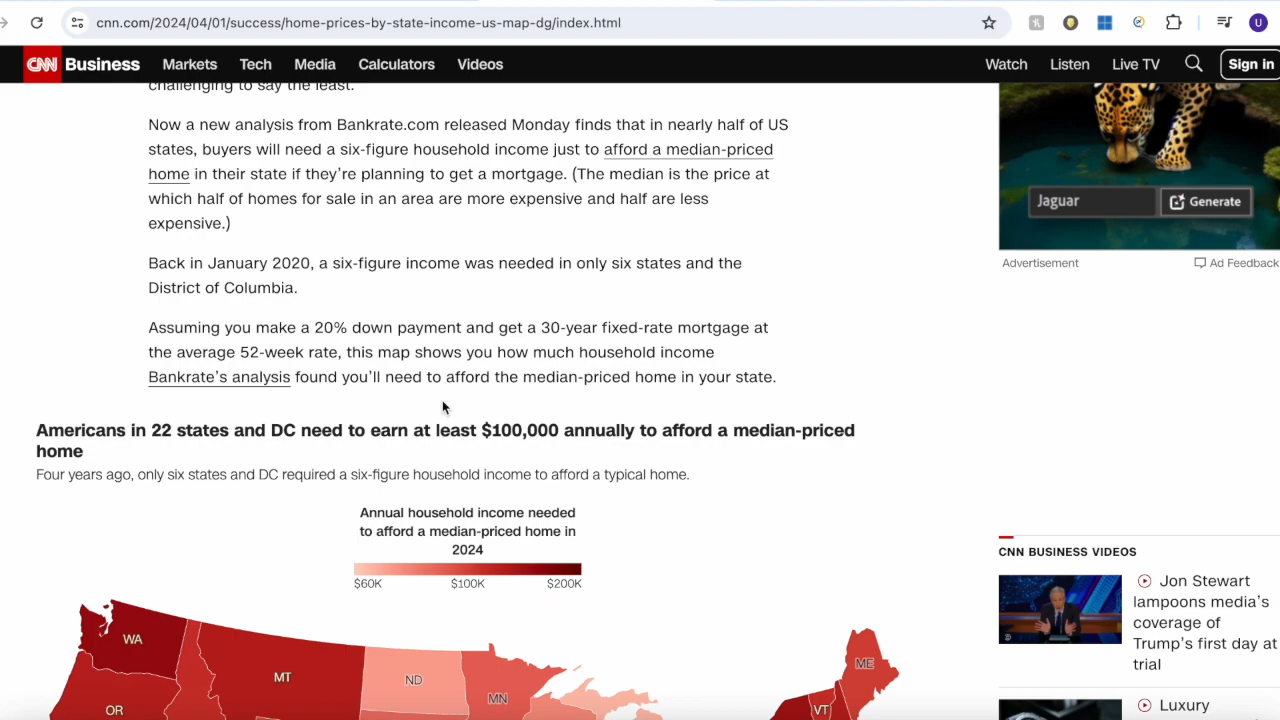 cnn.com/2024/04/01/success/home-prices-by-state-income-us-map-dg/index.html
U
CNN Business Markets Tech Media Calculators Videos Watch Listen Live TV Sign in
challenging to say the least.
Now a new analysis from Bankrate.com released Monday finds that in nearly half of US
states, buyers will need a six-figure household income just to afford a median-priced
home in their state if they’re planning to get a mortgage. (The median is the price at
which half of homes for sale in an area are more expensive and half are less
expensive.)
Back in January 2020, a six-figure income was needed in only six states and the
District of Columbia.
Assuming you make a 20% down payment and get a 30-year fixed-rate mortgage at
the average 52-week rate, this map shows you how much household income
Bankrate’s analysis found you’ll need to afford the median-priced home in your state.
Americans in 22 states and DC need to earn at least $100,000 annually to afford a median-priced
home
Four years ago, only six states and DC required a six-figure household income to afford a typical home.
Annual household income needed
to afford a median-priced home in
2024
$60K $100K $200K
WA
MT
ND
MN
OR
ME
VT
Jaguar Generate
Advertisement Ad Feedback
CNN BUSINESS VIDEOS
Jon Stewart
lampoons media’s
coverage of
Trump’s first day at
trial
Luxury